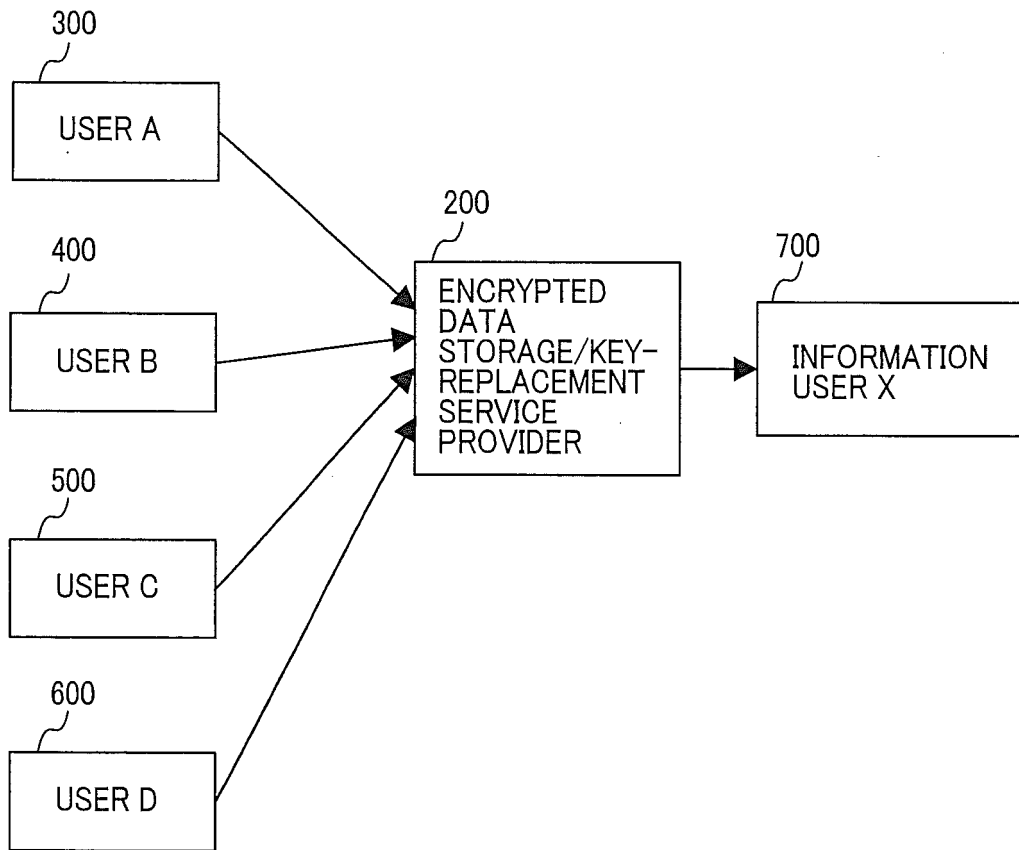 300
USER A
400
USER B
500
USER C
600
USER D
200
ENCRYPTED
DATA
STORAGE/KEY-
REPLACEMENT
SERVICE
PROVIDER
700
INFORMATION
USER X